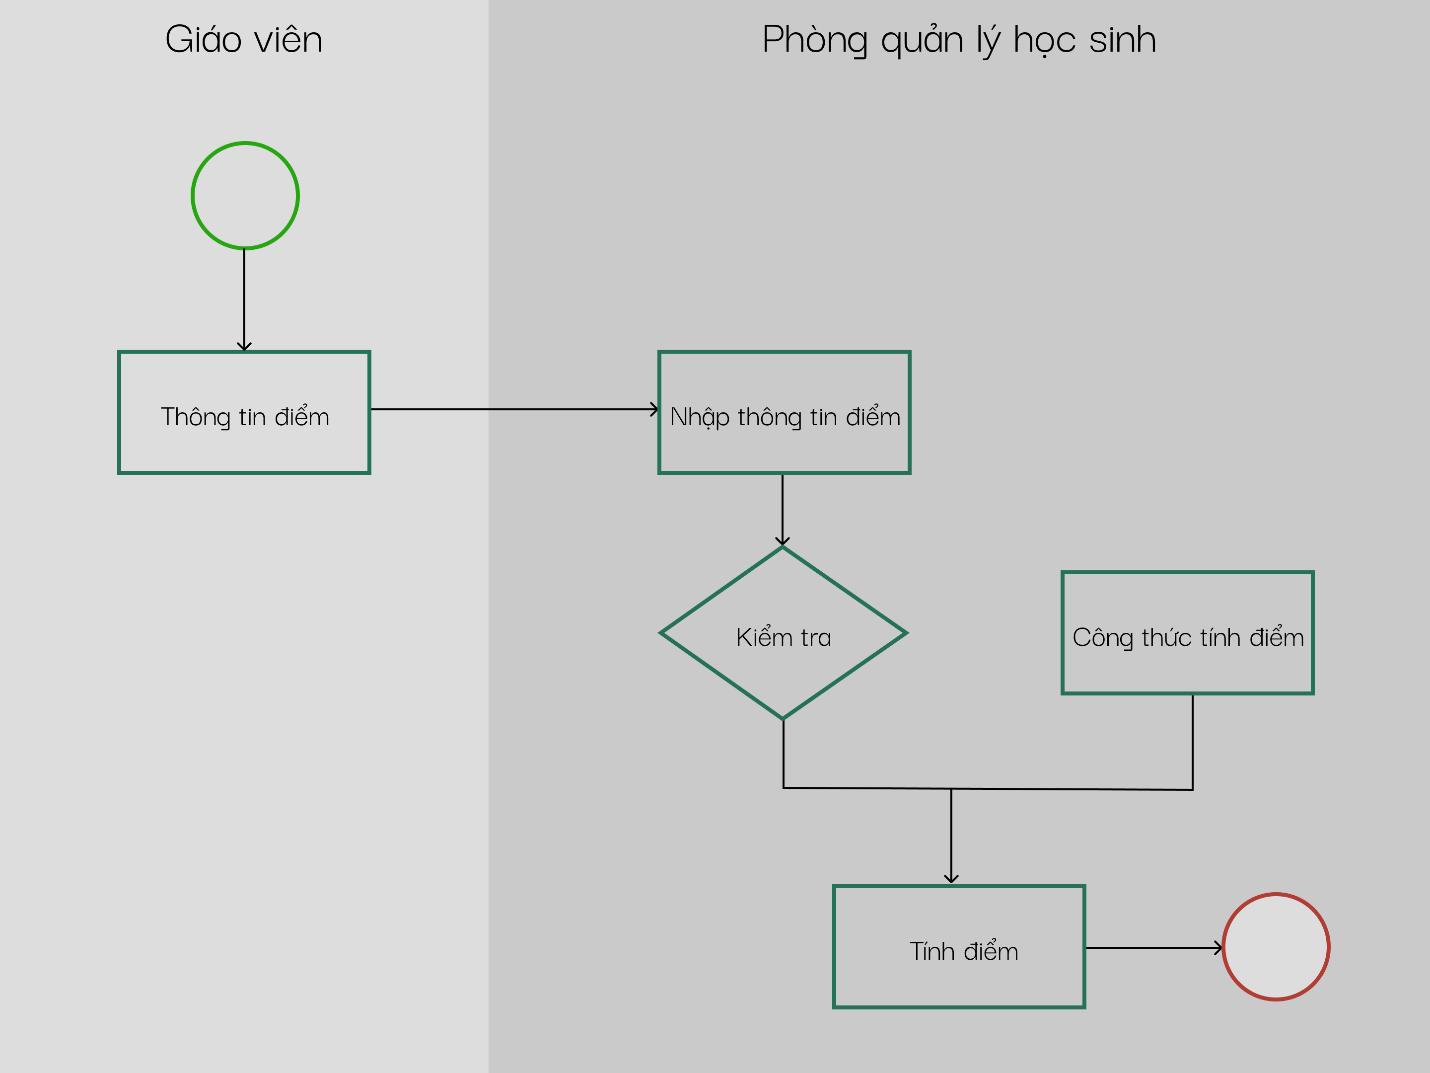 Giáo viên
Phòng quản lý học sinh
Thông tin điểm
Nhập thông tin điểm
Kiểm tra
Công thức tính điểm
Tính điểm